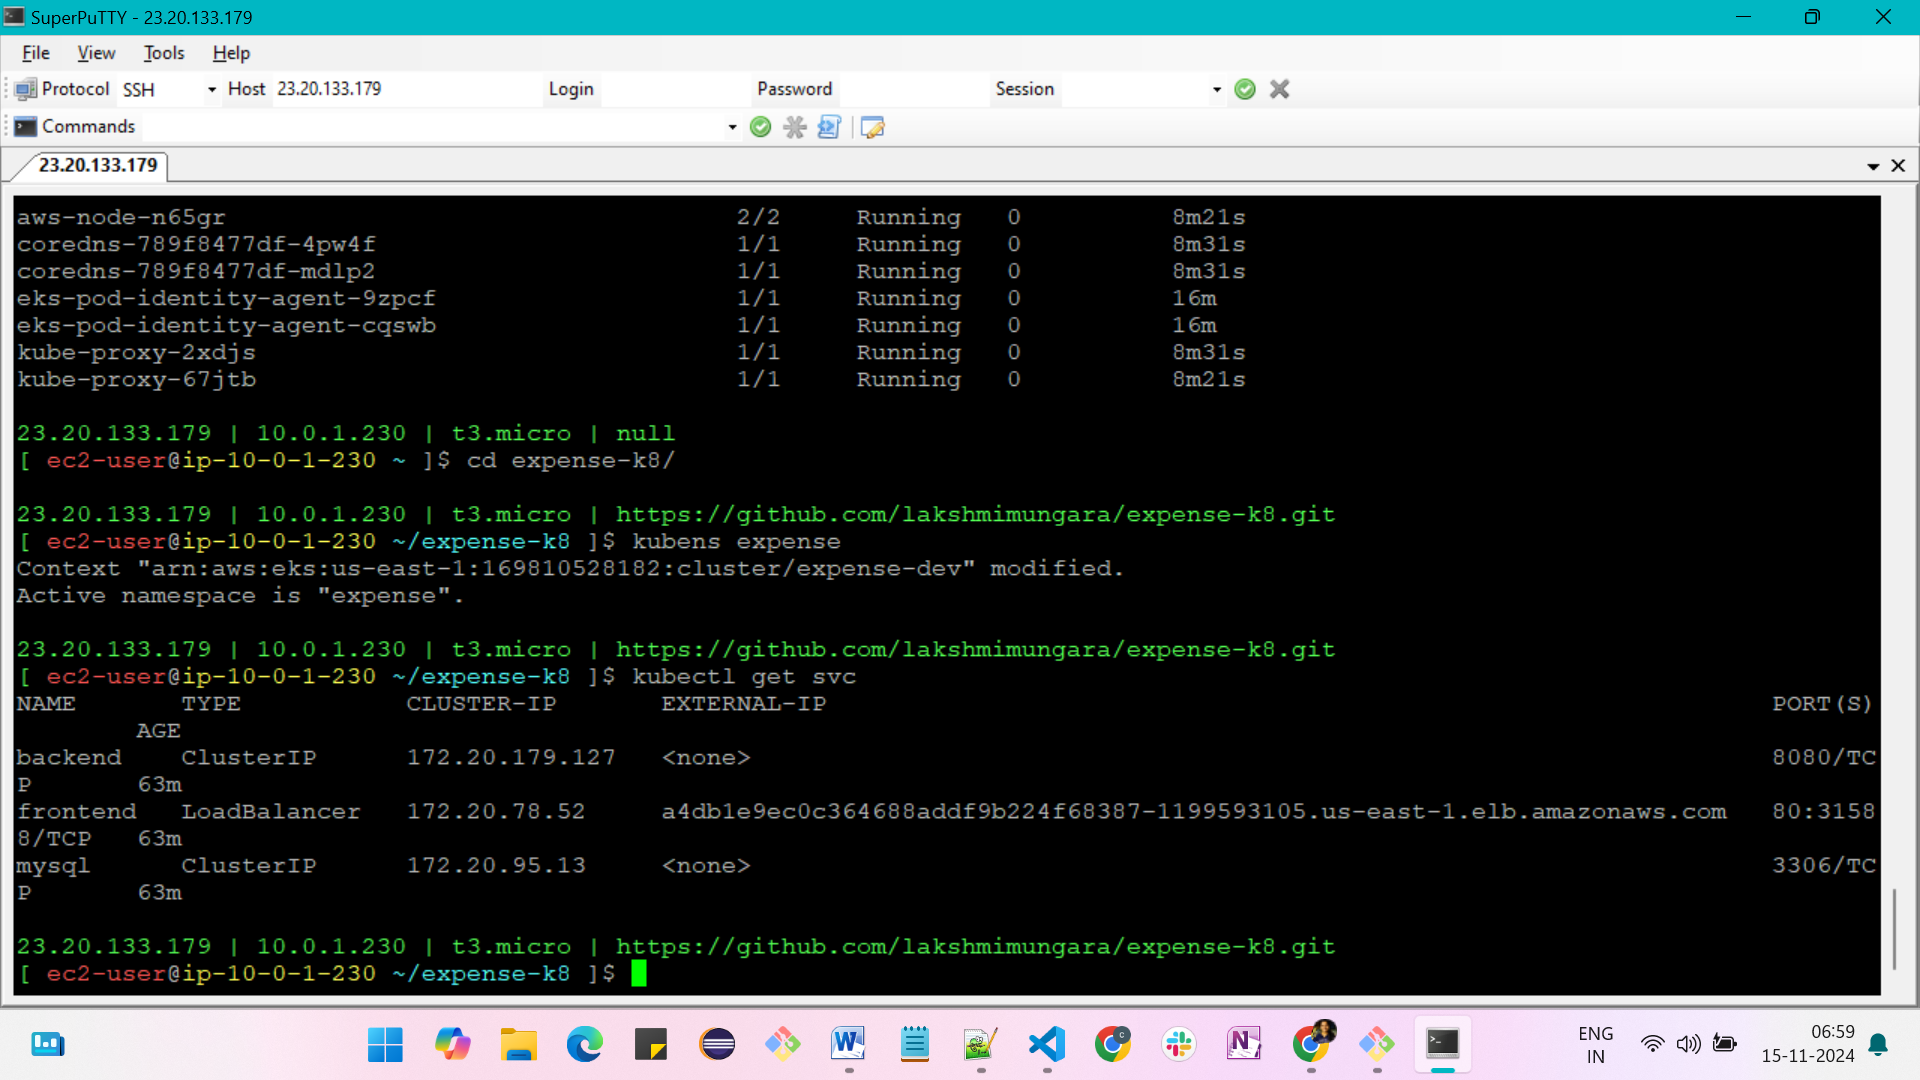 SuperPuTTY - 23.20.133.179
File View Tools Help
Protocol SSH Host 23.20.133.179 Login Password Session
Commands
23.20.133.179
aws-node-n65gr 2/2 Running 0 8m21s
coredns-789f8477df-4pw4f 1/1 Running 0 8m31s
coredns-789f8477df-mdlp2 1/1 Running 0 8m31s
eks-pod-identity-agent-9zpcf 1/1 Running 0 16m
eks-pod-identity-agent-cqswb 1/1 Running 0 16m
kube-proxy-2xdjs 1/1 Running 0 8m31s
kube-proxy-67jtb 1/1 Running 0 8m21s
23.20.133.179 | 10.0.1.230 | t3.micro | null
[ ec2-user@ip-10-0-1-230 ~ ]$ cd expense-k8/
23.20.133.179 | 10.0.1.230 | t3.micro | https://github.com/lakshmimungara/expense-k8.git
[ ec2-user@ip-10-0-1-230 ~/expense-k8 ]$ kubens expense
Context "arn:aws:eks:us-east-1:169810528182:cluster/expense-dev" modified.
Active namespace is "expense".
23.20.133.179 | 10.0.1.230 | t3.micro | https://github.com/lakshmimungara/expense-k8.git
[ ec2-user@ip-10-0-1-230 ~/expense-k8 ]$ kubectl get svc
NAME TYPE CLUSTER-IP EXTERNAL-IP PORT(S)
AGE
backend ClusterIP 172.20.179.127 <none> 8080/TC
P 63m
frontend LoadBalancer 172.20.78.52 a4db1e9ec0c364688addf9b224f68387-1199593105.us-east-1.elb.amazonaws.com 80:3158
8/TCP 63m
mysql ClusterIP 172.20.95.13 <none> 3306/TC
P 63m
23.20.133.179 | 10.0.1.230 | t3.micro | https://github.com/lakshmimungara/expense-k8.git
[ ec2-user@ip-10-0-1-230 ~/expense-k8 ]$
ENG
IN
06:59
15-11-2024